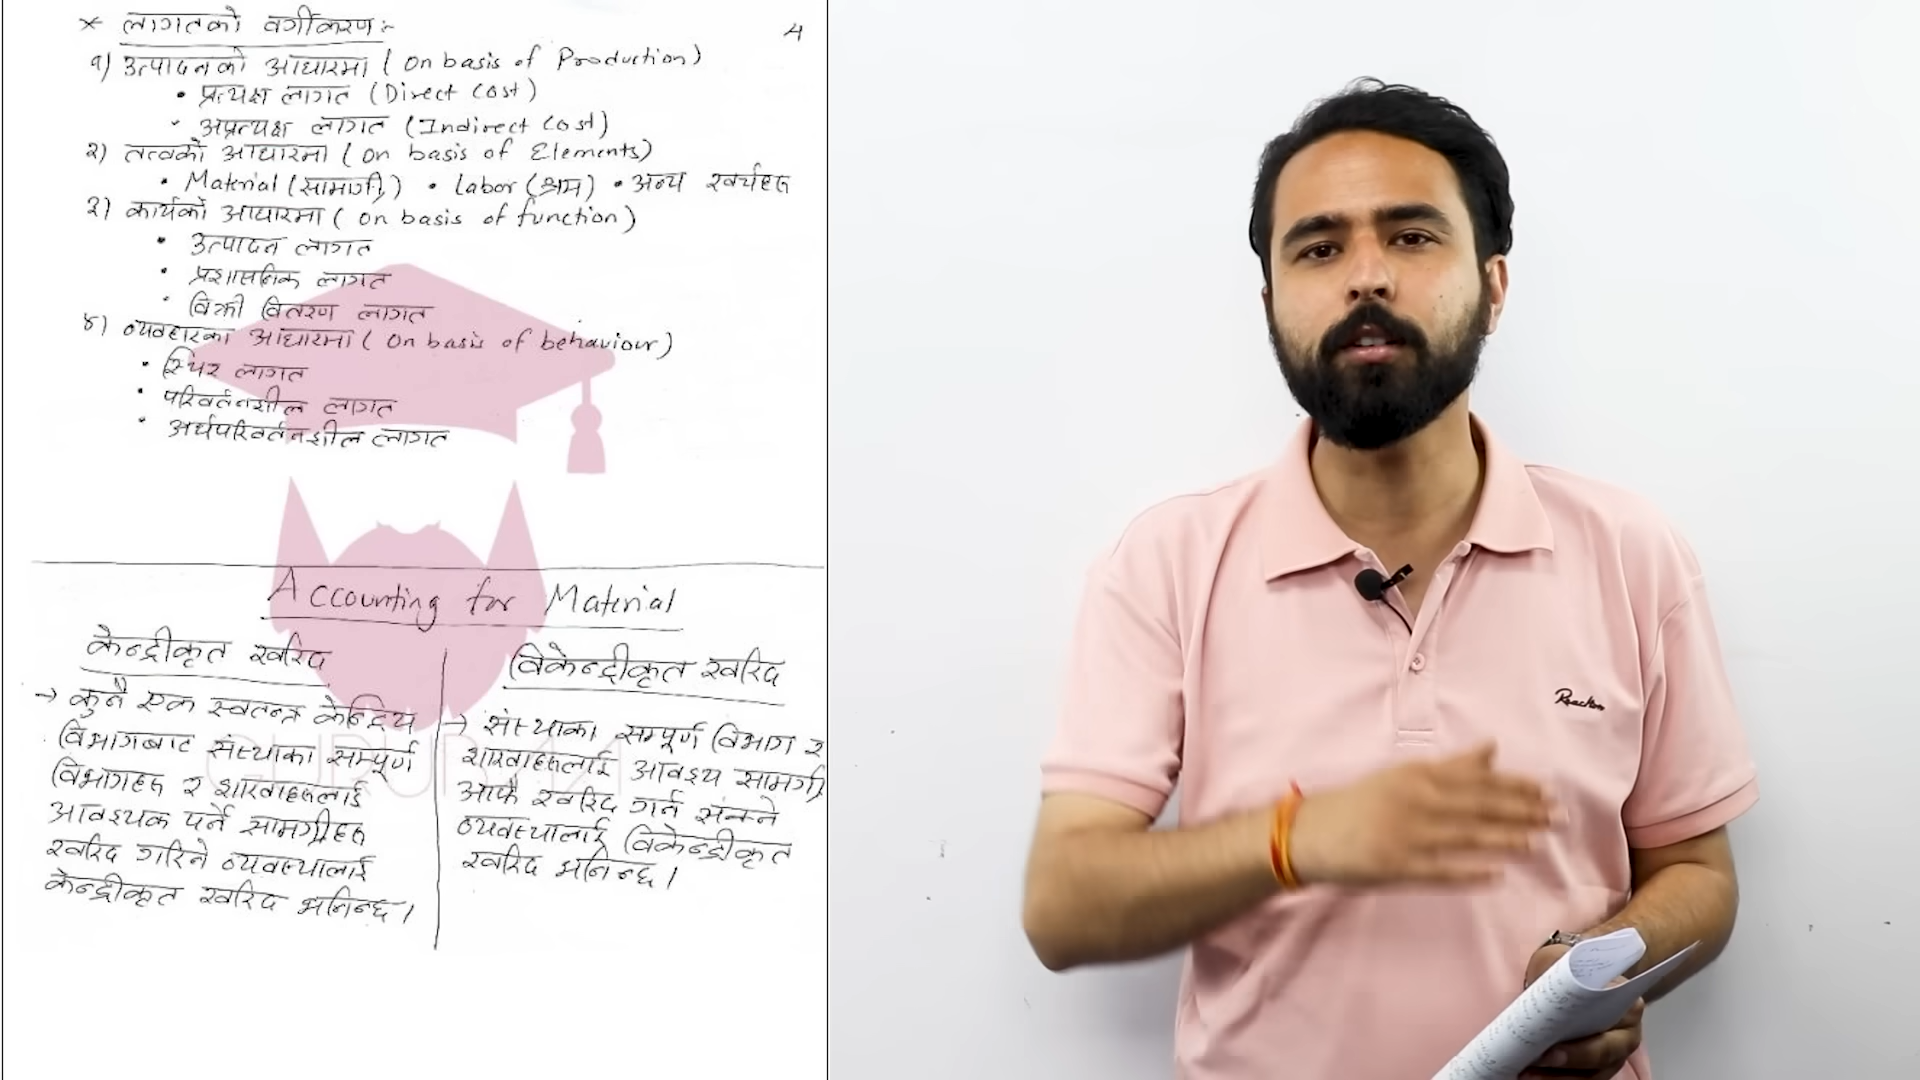 * लागतको वर्गीकरण :-
4
१) उत्पादनको आधारमा ( On basis of Production)
• प्रत्यक्ष लागत (Direct Cost)
• अप्रत्यक्ष लागत (Indirect Cost)
२) तत्वको आधारमा ( On basis of Elements)
• Material (सामाग्री) • Labor (श्रम) • अन्य खर्चहरु
३) कार्यको आधारमा ( On basis of function)
• उत्पादन लागत
• प्रशासनिक लागत
• बिक्री वितरण लागत
४) व्यवहारका आधारमा ( On basis of behaviour)
• स्थिर लागत
• परिवर्तनशील लागत
• अर्धपरिवर्तनशील लागत
Accounting for Material
केन्द्रीकृत खरिद
→ कुनै एक स्वतन्त्र केन्द्रिय
विभागबाट संस्थाका सम्पूर्ण
विभागहरु र शाखाहरुलाई
आवश्यक पर्ने सामग्रीहरु
खरिद गरिने व्यवस्थालाई
केन्द्रीकृत खरिद भनिन्छ।
विकेन्द्रीकृत खरिद
→ संस्थाका सम्पूर्ण विभाग र
शाखाहरुलाई आवश्य सामग्री
आफै खरिद गर्न सक्ने
व्यवस्थालाई विकेन्द्रीकृत
खरिद भनिन्छ।
Reaction